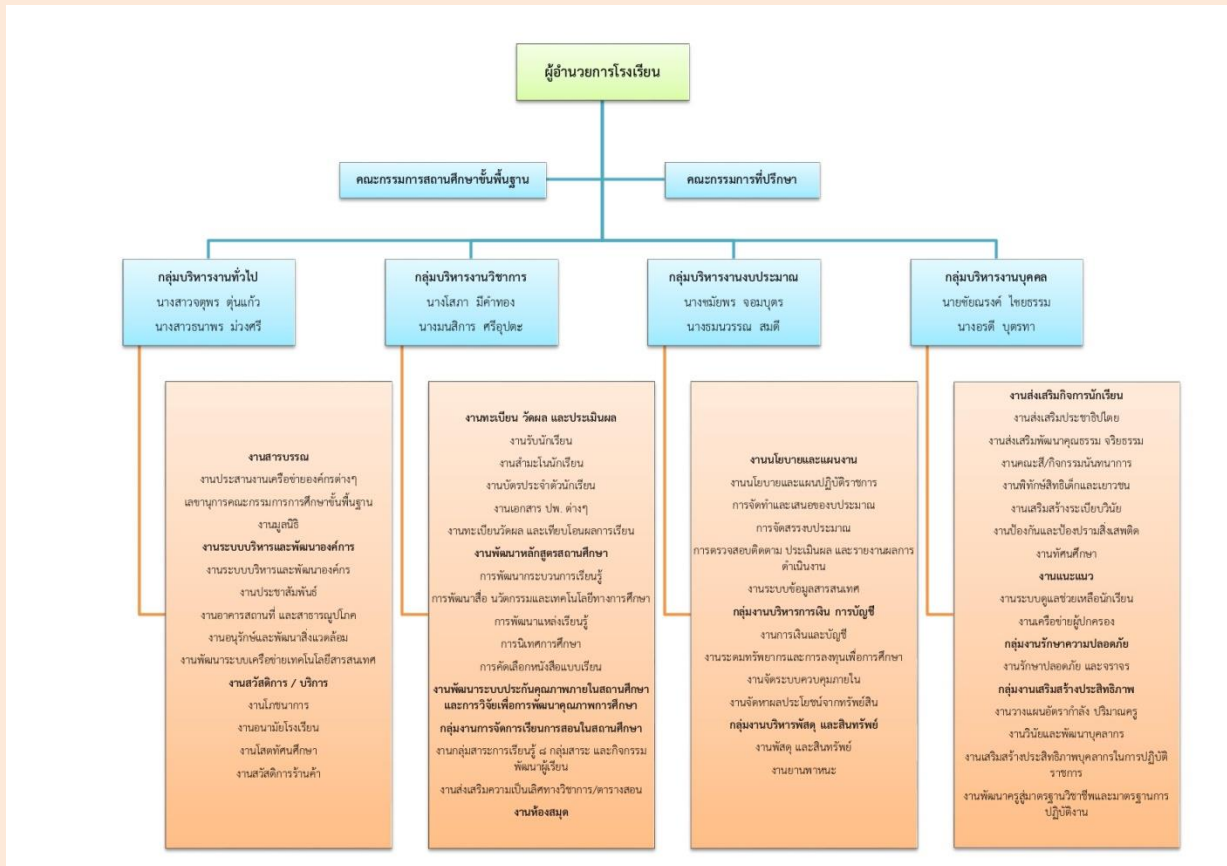 ผู้อำนวยการโรงเรียน
คณะกรรมการสถานศึกษาขั้นพื้นฐาน
คณะกรรมการที่ปรึกษา
กลุ่มบริหารงานทั่วไป
นางสาวจตุพร ตุ่นแก้ว
นางสาวธนาพร ม่วงศรี
กลุ่มบริหารงานวิชาการ
นางโสภา มีคำทอง
นางมนสิการ ศรีอุปตะ
กลุ่มบริหารงานงบประมาณ
นางชมัยพร จอมบุตร
นางธมนวรรณ สมดี
กลุ่มบริหารงานบุคคล
นายชัยณรงค์ ไชยธรรม
นางอรดี บุตรทา
งานสารบรรณ
งานประสานงานเครือข่ายองค์กรต่างๆ
เลขานุการคณะกรรมการการศึกษาขั้นพื้นฐาน
งานมูลนิธิ
งานระบบบริหารและพัฒนาองค์การ
งานระบบบริหารและพัฒนาองค์กร
งานประชาสัมพันธ์
งานอาคารสถานที่ และสาธารณูปโภค
งานอนุรักษ์และพัฒนาสิ่งแวดล้อม
งานพัฒนาระบบเครือข่ายเทคโนโลยีสารสนเทศ
งานสวัสดิการ / บริการ
งานโภชนาการ
งานอนามัยโรงเรียน
งานโสตทัศนศึกษา
งานสวัสดิการร้านค้า
งานทะเบียน วัดผล และประเมินผล
งานรับนักเรียน
งานสำมะโนนักเรียน
งานบัตรประจำตัวนักเรียน
งานเอกสาร ปพ. ต่างๆ
งานทะเบียนวัดผล และเทียบโอนผลการเรียน
งานพัฒนาหลักสูตรสถานศึกษา
การพัฒนากระบวนการเรียนรู้
การพัฒนาสื่อ นวัตกรรมและเทคโนโลยีทางการศึกษา
การพัฒนาแหล่งเรียนรู้
การนิเทศการศึกษา
การคัดเลือกหนังสือแบบเรียน
งานพัฒนาระบบประกันคุณภาพภายในสถานศึกษา
และการวิจัยเพื่อการพัฒนาคุณภาพการศึกษา
กลุ่มงานการจัดการเรียนการสอนในสถานศึกษา
งานกลุ่มสาระการเรียนรู้ ๘ กลุ่มสาระ และกิจกรรม
พัฒนาผู้เรียน
งานส่งเสริมความเป็นเลิศทางวิชาการ/ตารางสอน
งานห้องสมุด
งานนโยบายและแผนงาน
งานนโยบายและแผนปฏิบัติราชการ
การจัดทำและเสนอของบประมาณ
การจัดสรรงบประมาณ
การตรวจสอบติดตาม ประเมินผล และรายงานผลการ
ดำเนินงาน
งานระบบข้อมูลสารสนเทศ
กลุ่มงานบริหารการเงิน การบัญชี
งานการเงินและบัญชี
งานระดมทรัพยากรและการลงทุนเพื่อการศึกษา
งานจัดระบบควบคุมภายใน
งานจัดหาผลประโยชน์จากทรัพย์สิน
กลุ่มงานบริหารพัสดุ และสินทรัพย์
งานพัสดุ และสินทรัพย์
งานยานพาหนะ
งานส่งเสริมกิจการนักเรียน
งานส่งเสริมประชาธิปไตย
งานส่งเสริมพัฒนาคุณธรรม จริยธรรม
งานคณะสี/กิจกรรมนันทนาการ
งานพิทักษ์สิทธิเด็กและเยาวชน
งานเสริมสร้างระเบียบวินัย
งานป้องกันและป้องปรามสิ่งเสพติด
งานทัศนศึกษา
งานแนะแนว
งานระบบดูแลช่วยเหลือนักเรียน
งานเครือข่ายผู้ปกครอง
กลุ่มงานรักษาความปลอดภัย
งานรักษาปลอดภัย และจราจร
กลุ่มงานเสริมสร้างประสิทธิภาพ
งานวางแผนอัตรากำลัง ปริมาณครู
งานวินัยและพัฒนาบุคลากร
งานเสริมสร้างประสิทธิภาพบุคลากรในการปฏิบัติ
ราชการ
งานพัฒนาครูสู่มาตรฐานวิชาชีพและมาตรฐานการ
ปฏิบัติงาน